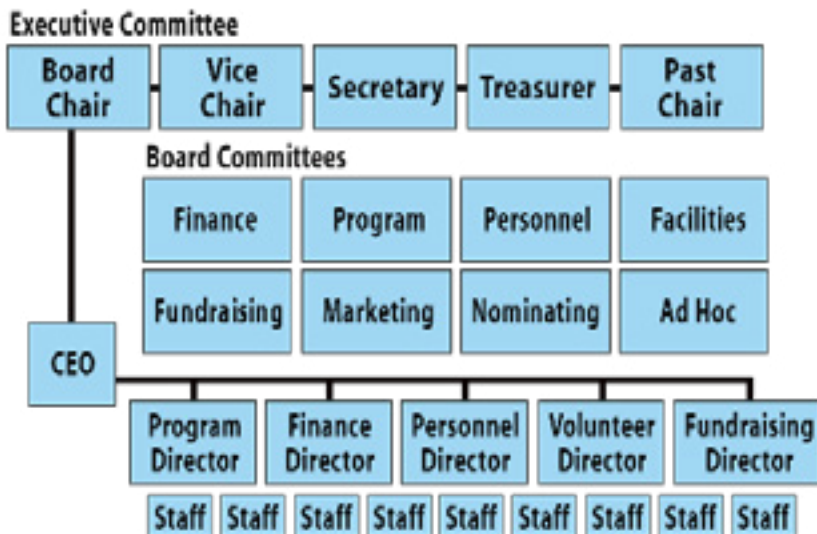 Executive Committee
Board
Chair
Vice
Chair
Secretary
Treasurer
Past
Chair
Board Committees
Finance
Program
Personnel
Facilities
Fundraising
Marketing
Nominating
Ad Hoc
CEO
Program
Director
Finance
Director
Personnel
Director
Volunteer
Director
Fundraising
Director
Staff
Staff
Staff
Staff
Staff
Staff
Staff
Staff
Staff